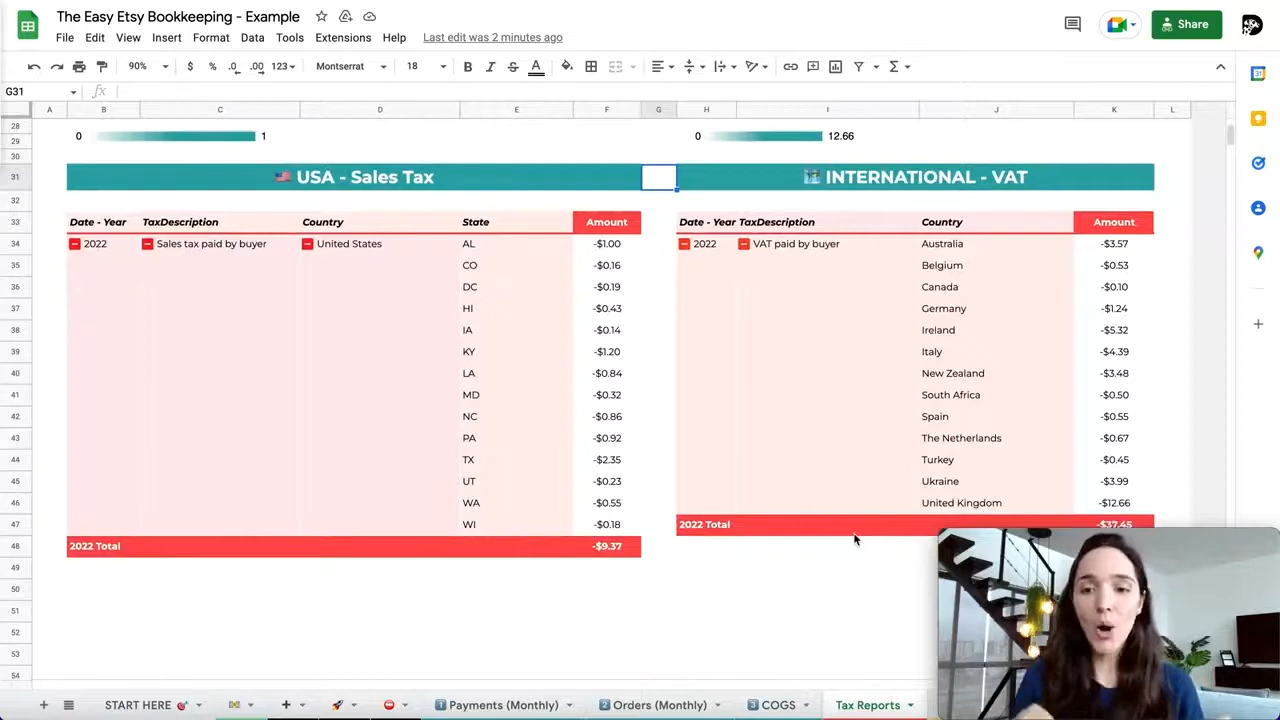 The Easy Etsy Bookkeeping - Example
File Edit View Insert Format Data Tools Extensions Help Last edit was 2 minutes ago
Share
90% $ % .0 .00 123 Montserrat 18 B I S A
G31 fx
A B C D E F G H I J K L
28
29 0 1 0 12.66
30
31 USA - Sales Tax INTERNATIONAL - VAT
32
33 Date - Year TaxDescription Country State Amount Date - Year TaxDescription Country Amount
34 2022 Sales tax paid by buyer United States AL -$1.00 2022 VAT paid by buyer Australia -$3.57
35 CO -$0.16 Belgium -$0.53
36 DC -$0.19 Canada -$0.10
37 HI -$0.43 Germany -$1.24
38 IA -$0.14 Ireland -$5.32
39 KY -$1.20 Italy -$4.39
40 LA -$0.84 New Zealand -$3.48
41 MD -$0.32 South Africa -$0.50
42 NC -$0.86 Spain -$0.55
43 PA -$0.92 The Netherlands -$0.67
44 TX -$2.35 Turkey -$0.45
45 UT -$0.23 Ukraine -$3.99
46 WA -$0.55 United Kingdom -$12.66
47 WI -$0.18 2022 Total -$37.45
48 2022 Total -$9.37
49
50
51
52
53
54
START HERE 1 Payments (Monthly) 2 Orders (Monthly) 3 COGS Tax Reports